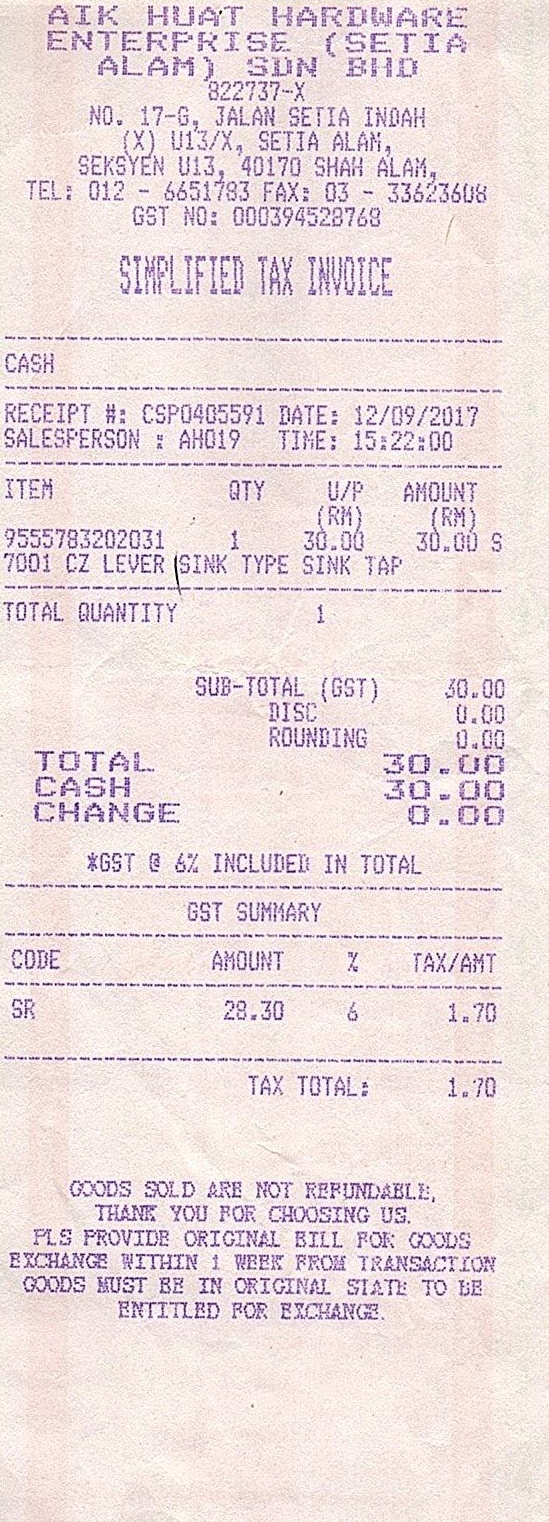 AIK HUAT HARDWARE
ENTERPRISE (SETIA
ALAM) SDN BHD
822737-X
NO. 17-G, JALAN SETIA INDAH
(X) U13/X, SETIA ALAM,
SEKSYEN U13, 40170 SHAH ALAM,
TEL: 012 - 6651783 FAX: 03 - 33623608
GST NO: 000394528768
SIMPLIFIED TAX INVOICE
CASH
RECEIPT #: CSP0405591 DATE: 12/09/2017
SALESPERSON : AH019 TIME: 15:22:00
ITEM QTY U/P AMOUNT
(RM) (RM)
9555783202031 1 30.00 30.00 S
7001 CZ LEVER SINK TYPE SINK TAP
TOTAL QUANTITY 1
SUB-TOTAL (GST) 30.00
DISC 0.00
ROUNDING 0.00
TOTAL 30.00
CASH 30.00
CHANGE 0.00
*GST @ 6% INCLUDED IN TOTAL
GST SUMMARY
CODE AMOUNT % TAX/AMT
SR 28.30 6 1.70
TAX TOTAL: 1.70
GOODS SOLD ARE NOT REFUNDABLE,
THANK YOU FOR CHOOSING US.
PLS PROVIDE ORIGINAL BILL FOR GOODS
EXCHANGE WITHIN 1 WEEK FROM TRANSACTION
GOODS MUST BE IN ORIGINAL STATE TO BE
ENTITLED FOR EXCHANGE.